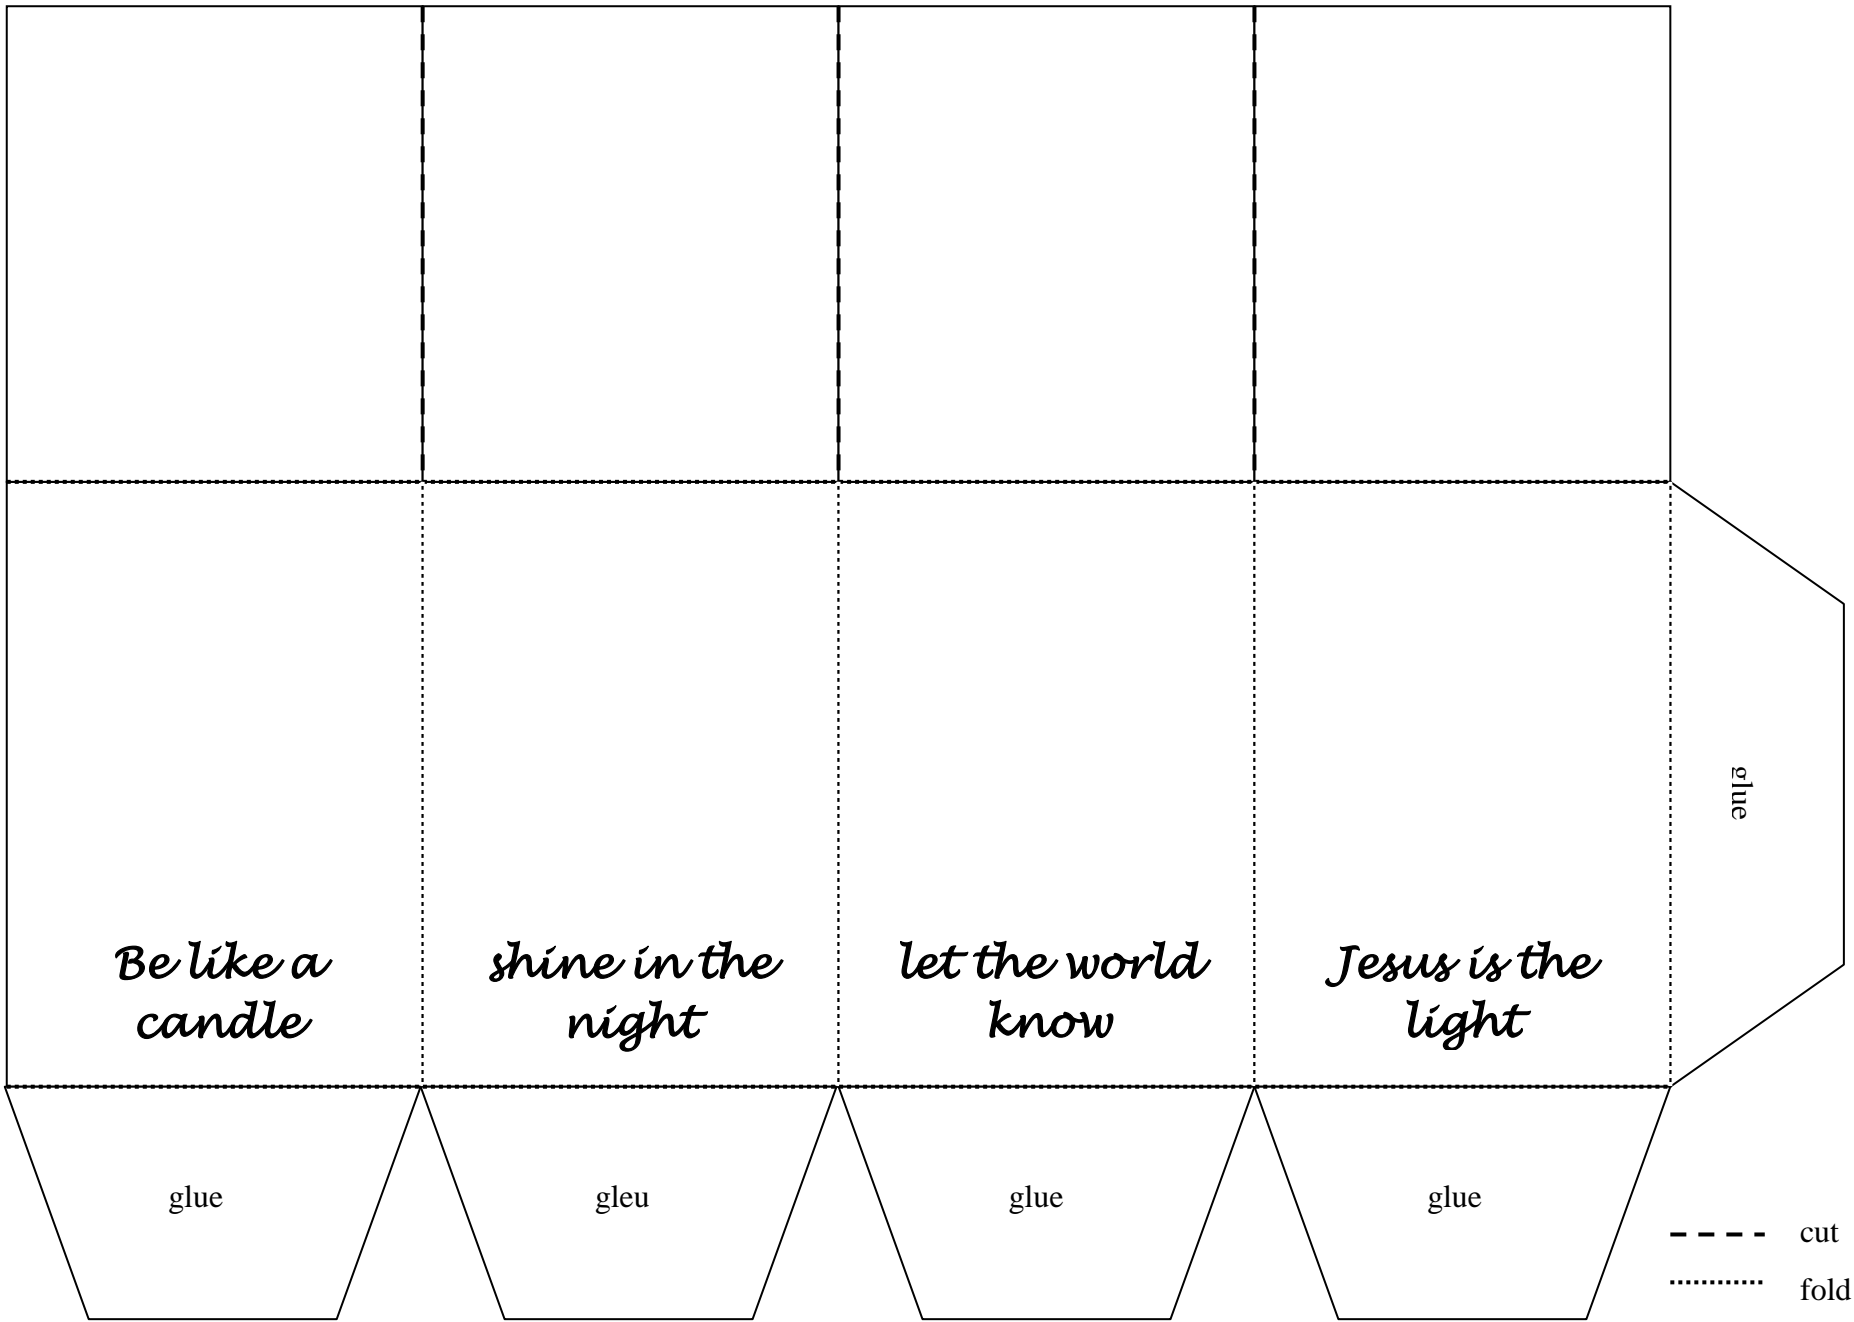 glue
Be like a
candle
shine in the
night
let the world
know
Jesus is the
light
glue
gleu
glue
glue
cut
fold